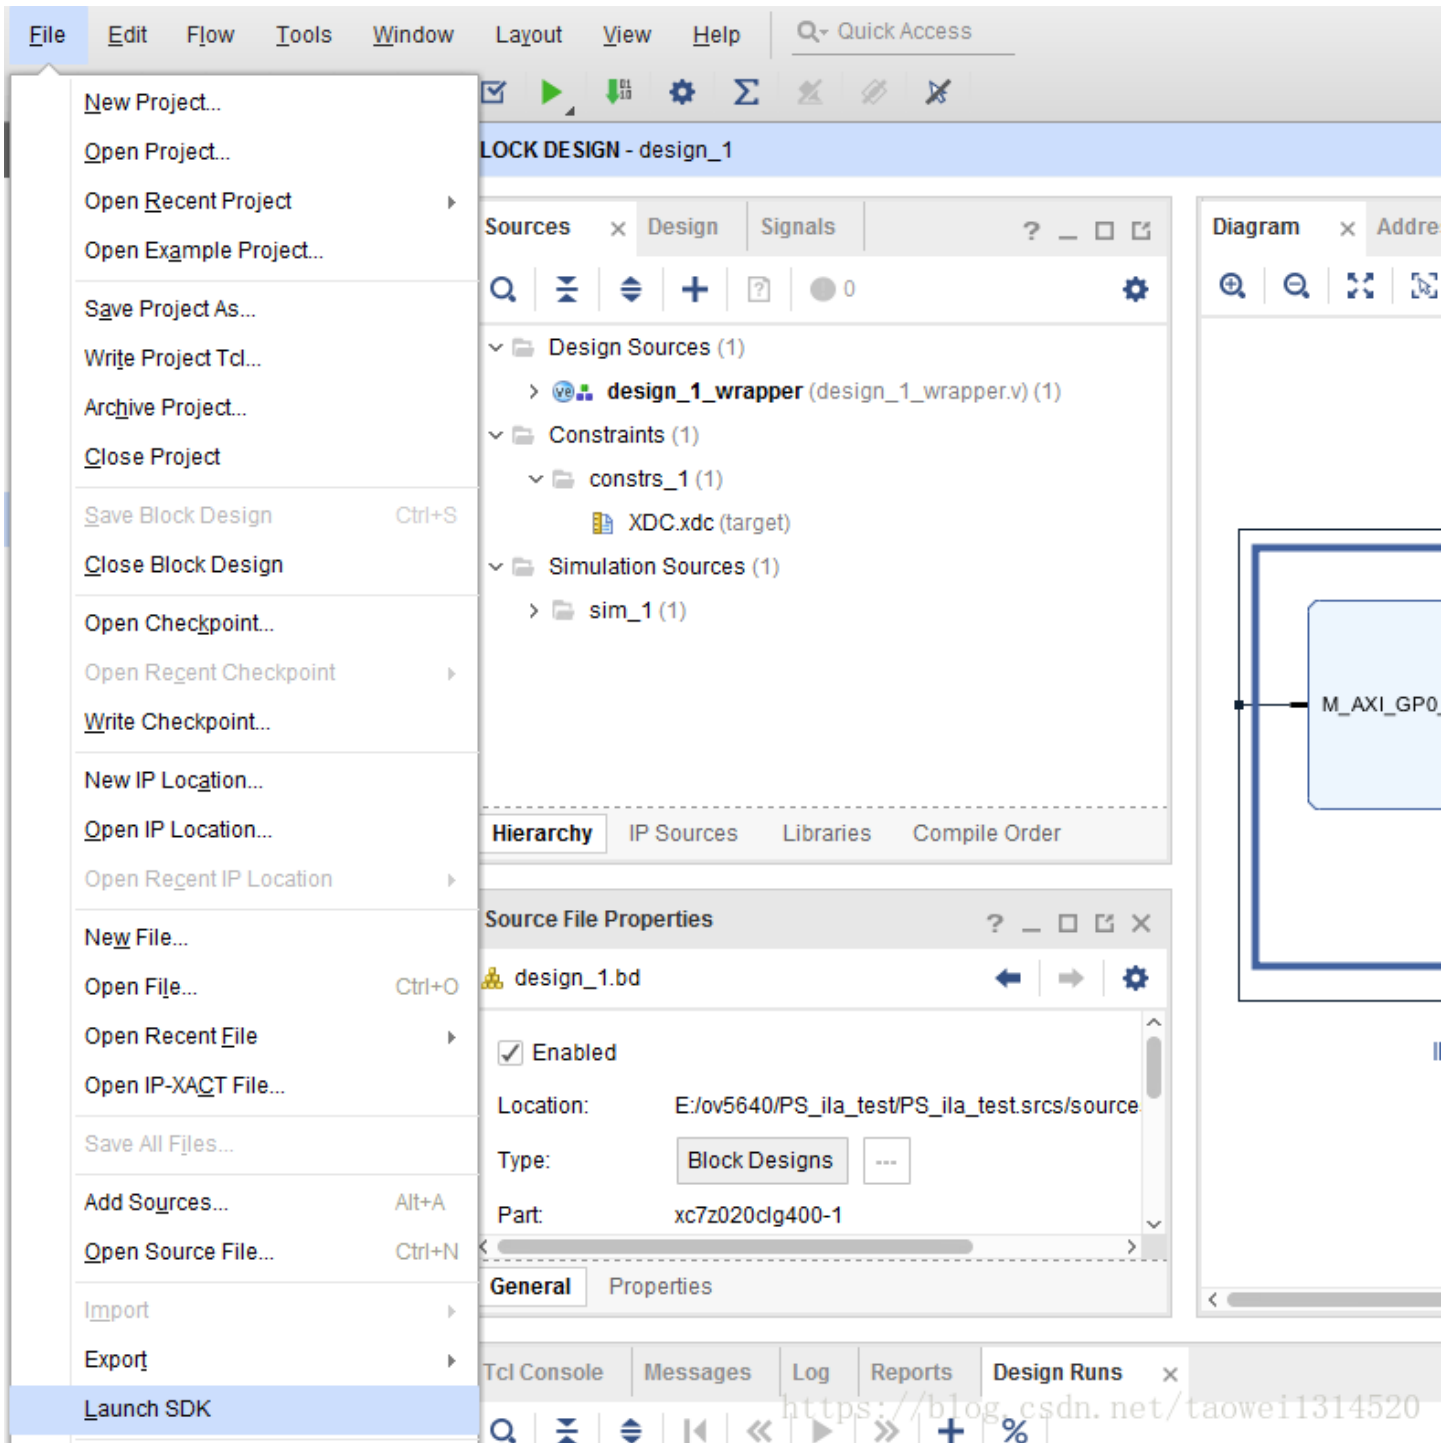 File Edit Flow Tools Window Layout View Help Quick Access
New Project...
Open Project...
Open Recent Project
Open Example Project...
Save Project As...
Write Project Tcl...
Archive Project...
Close Project
Save Block Design Ctrl+S
Close Block Design
Open Checkpoint...
Open Recent Checkpoint
Write Checkpoint...
New IP Location...
Open IP Location...
Open Recent IP Location
New File...
Open File... Ctrl+O
Open Recent File
Open IP-XACT File...
Save All Files...
Add Sources... Alt+A
Open Source File... Ctrl+N
Import
Export
Launch SDK
LOCK DESIGN - design_1
Sources Design Signals
0
Design Sources (1)
design_1_wrapper (design_1_wrapper.v) (1)
Constraints (1)
constrs_1 (1)
XDC.xdc (target)
Simulation Sources (1)
sim_1 (1)
Hierarchy IP Sources Libraries Compile Order
Source File Properties
design_1.bd
Enabled
Location: E:/ov5640/PS_ila_test/PS_ila_test.srcs/source
Type: Block Designs ---
Part: xc7z020clg400-1
General Properties
Tcl Console Messages Log Reports Design Runs
Diagram Addre
M_AXI_GP0_
https://blog.csdn.net/taowei1314520